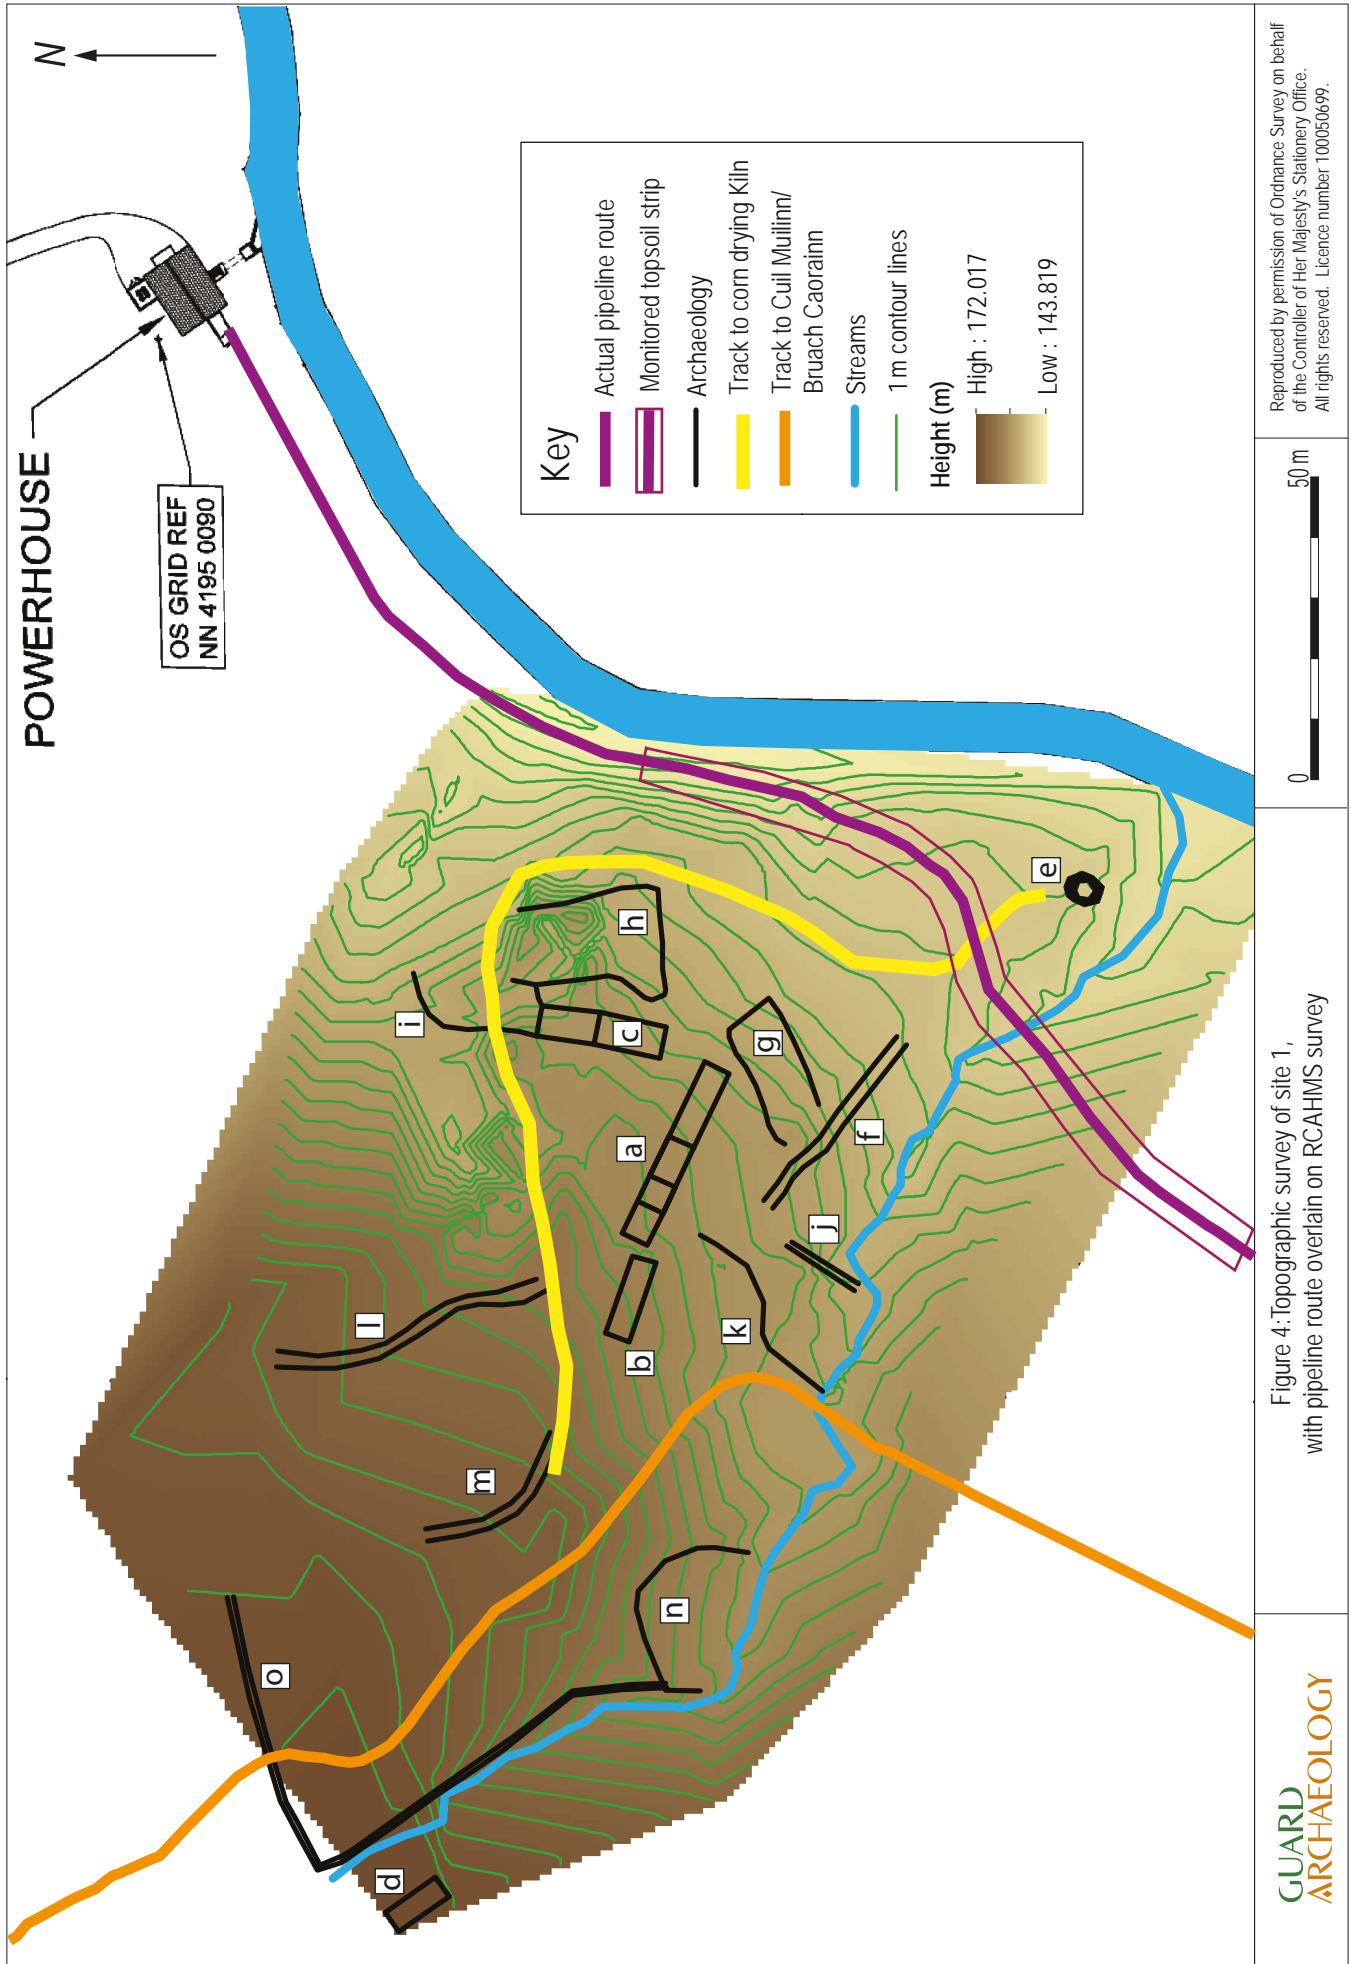 POWERHOUSE
OS GRID REF
NN 4195 0090
N
o
d
n
m
l
i
h
c
a
b
g
f
j
k
e
Key
Actual pipeline route
Monitored topsoil strip
Archaeology
Track to corn drying Kiln
Track to Cuil Muilinn/
Bruach Caorainn
Streams
1m contour lines
Height (m)
High : 172.017
Low : 143.819
GUARD
ARCHAEOLOGY
Figure 4:Topographic survey of site 1,
with pipeline route overlain on RCAHMS survey
0
50 m
Reproduced by permission of Ordnance Survey on behalf
of the Controller of Her Majesty's Stationery Office.
All rights reserved. Licence number 100050699.